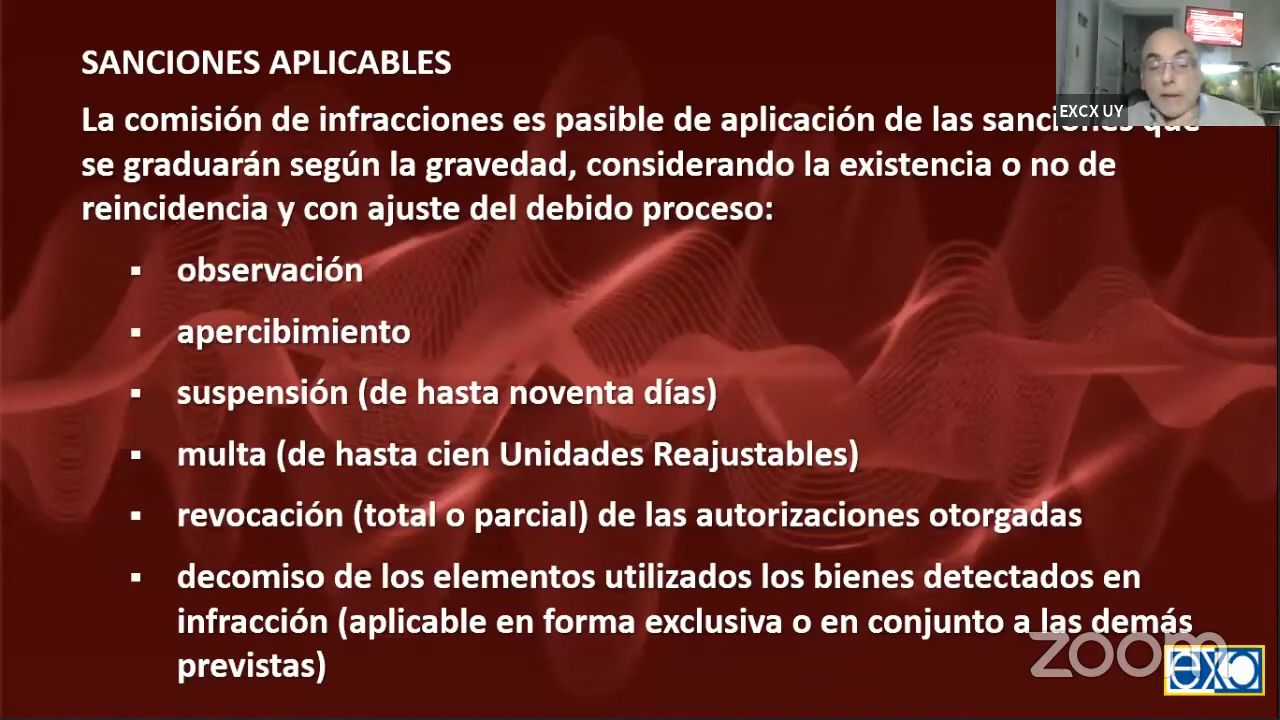 SANCIONES APLICABLES
La comisión de infracciones es pasible de aplicación de las sanciones que
se graduarán según la gravedad, considerando la existencia o no de
reincidencia y con ajuste del debido proceso:
▪ observación
▪ apercibimiento
▪ suspensión (de hasta noventa días)
▪ multa (de hasta cien Unidades Reajustables)
▪ revocación (total o parcial) de las autorizaciones otorgadas
▪ decomiso de los elementos utilizados los bienes detectados en
infracción (aplicable en forma exclusiva o en conjunto a las demás
previstas)
EXCX UY
zoom